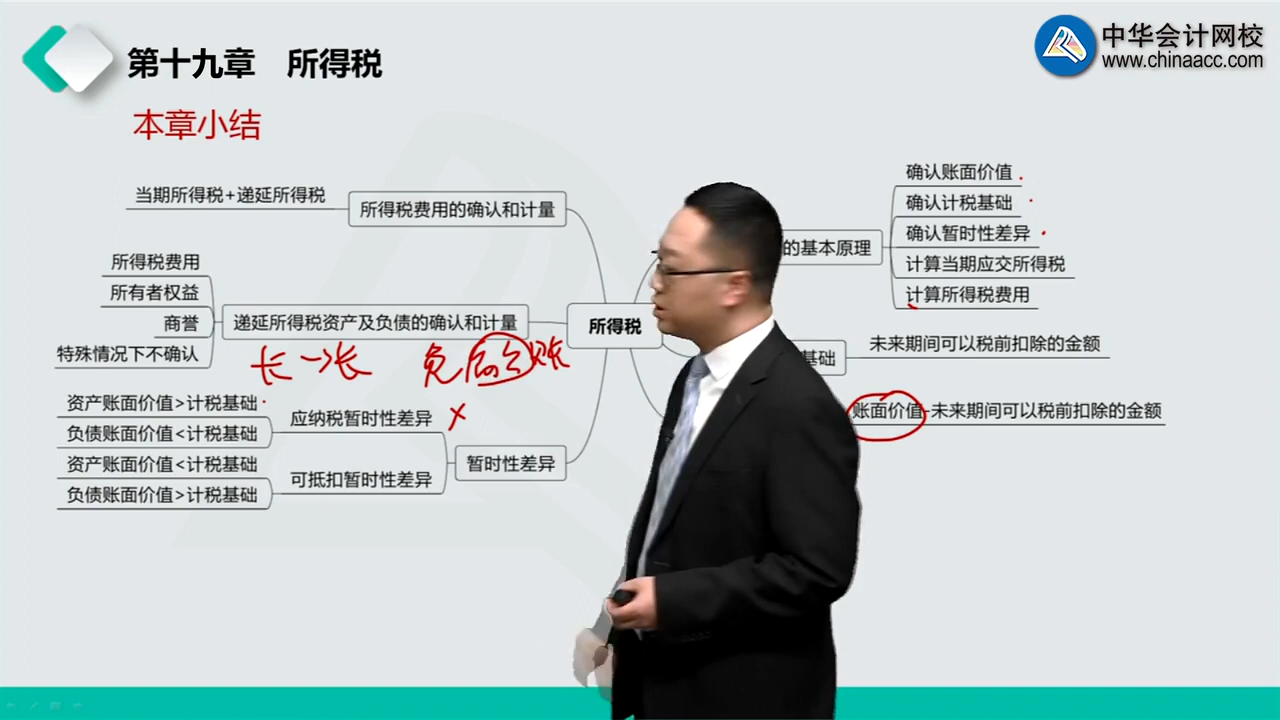 第十九章 所得税
中华会计网校
www.chinaacc.com
本章小结
当期所得税+递延所得税
所得税费用的确认和计量
所得税费用
所有者权益
商誉
特殊情况下不确认
递延所得税资产及负债的确认和计量
资产账面价值>计税基础
负债账面价值<计税基础
资产账面价值<计税基础
负债账面价值>计税基础
应纳税暂时性差异
可抵扣暂时性差异
暂时性差异
所得税
的基本原理
确认账面价值
确认计税基础
确认暂时性差异
计算当期应交所得税
计算所得税费用
基础
未来期间可以税前扣除的金额
账面价值-未来期间可以税前扣除的金额